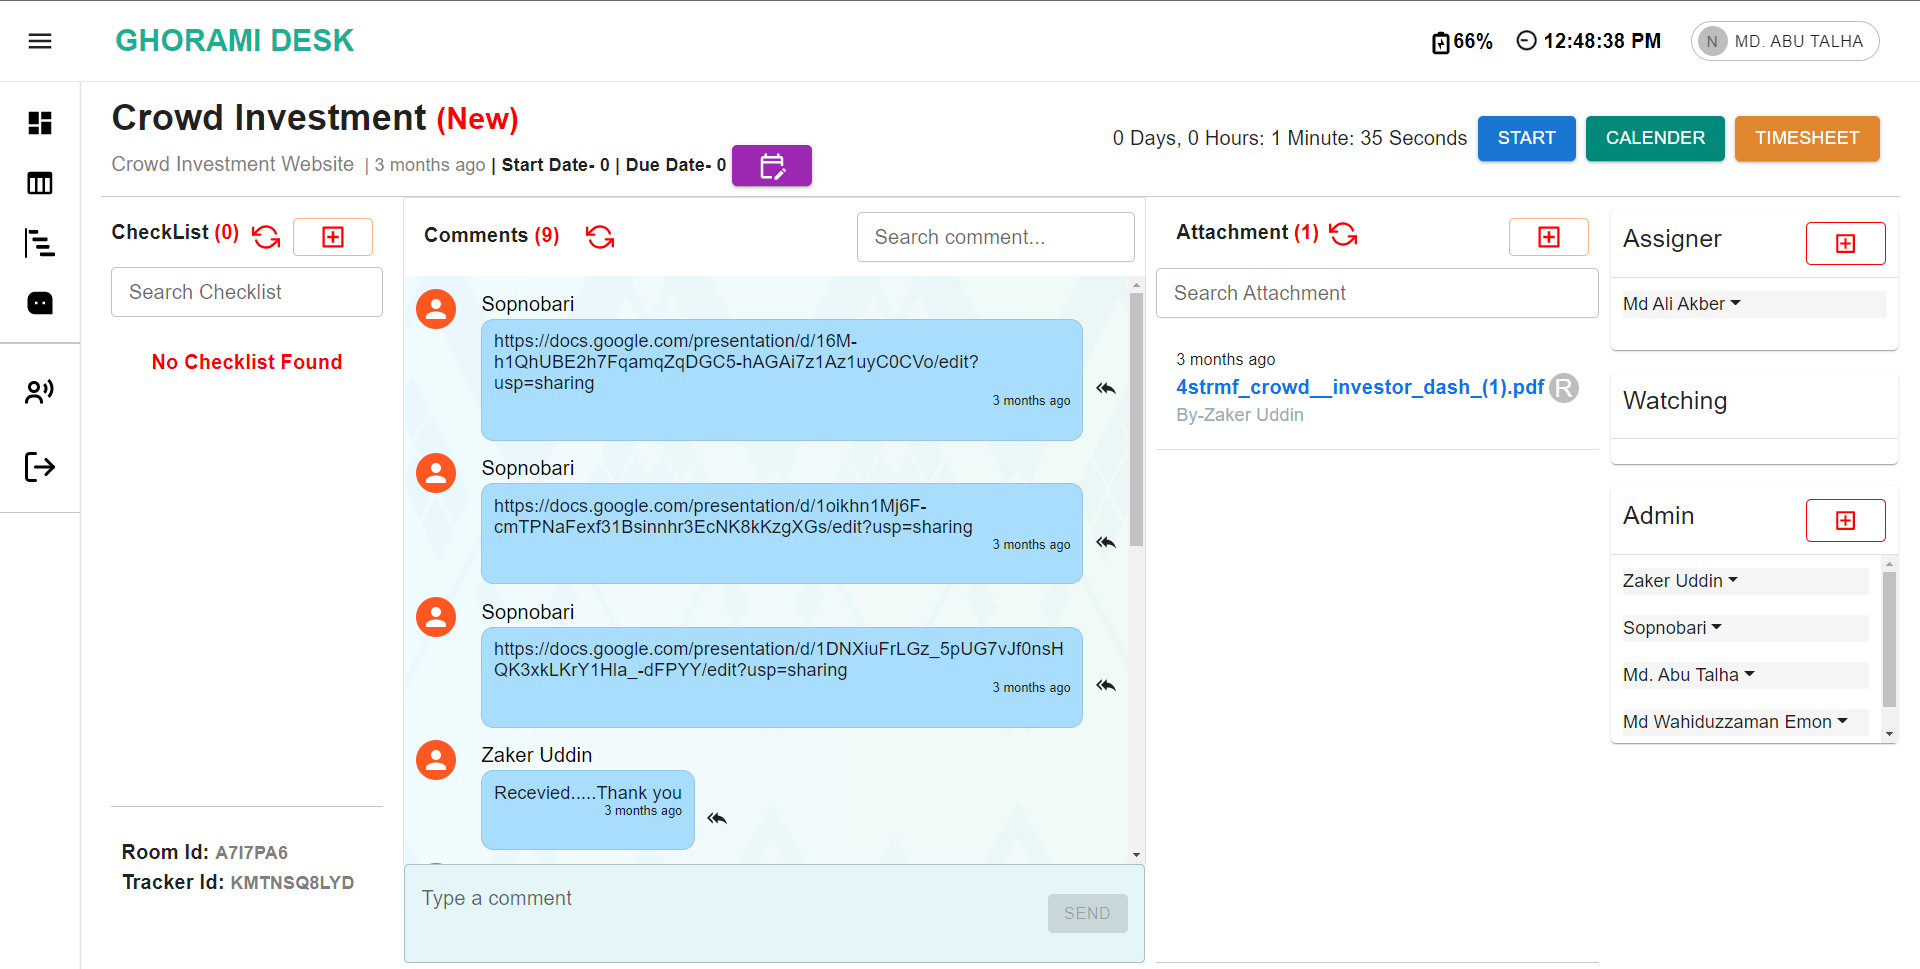 GHORAMI DESK
66% 12:48:38 PM N MD. ABU TALHA
Crowd Investment (New)
Crowd Investment Website | 3 months ago | Start Date- 0 | Due Date- 0
0 Days, 0 Hours: 1 Minute: 35 Seconds START CALENDER TIMESHEET
CheckList (0)
Search Checklist
No Checklist Found
Room Id: A7I7PA6
Tracker Id: KMTNSQ8LYD
Comments (9)
Search comment...
Sopnobari
https://docs.google.com/presentation/d/16M-
h1QhUBE2h7FqamqZqDGC5-hAGAi7z1Az1uyC0CVo/edit?
usp=sharing
3 months ago
Sopnobari
https://docs.google.com/presentation/d/1oikhn1Mj6F-
cmTPNaFexf31Bsinnhr3EcNK8kKzgXGs/edit?usp=sharing
3 months ago
Sopnobari
https://docs.google.com/presentation/d/1DNXiuFrLGz_5pUG7vJf0nsH
QK3xkLKrY1Hla_-dFPYY/edit?usp=sharing
3 months ago
Zaker Uddin
Recevied.....Thank you
3 months ago
Type a comment
SEND
Attachment (1)
Search Attachment
3 months ago
4strmf_crowd__investor_dash_(1).pdf R
By-Zaker Uddin
Assigner
Md Ali Akber
Watching
Admin
Zaker Uddin
Sopnobari
Md. Abu Talha
Md Wahiduzzaman Emon